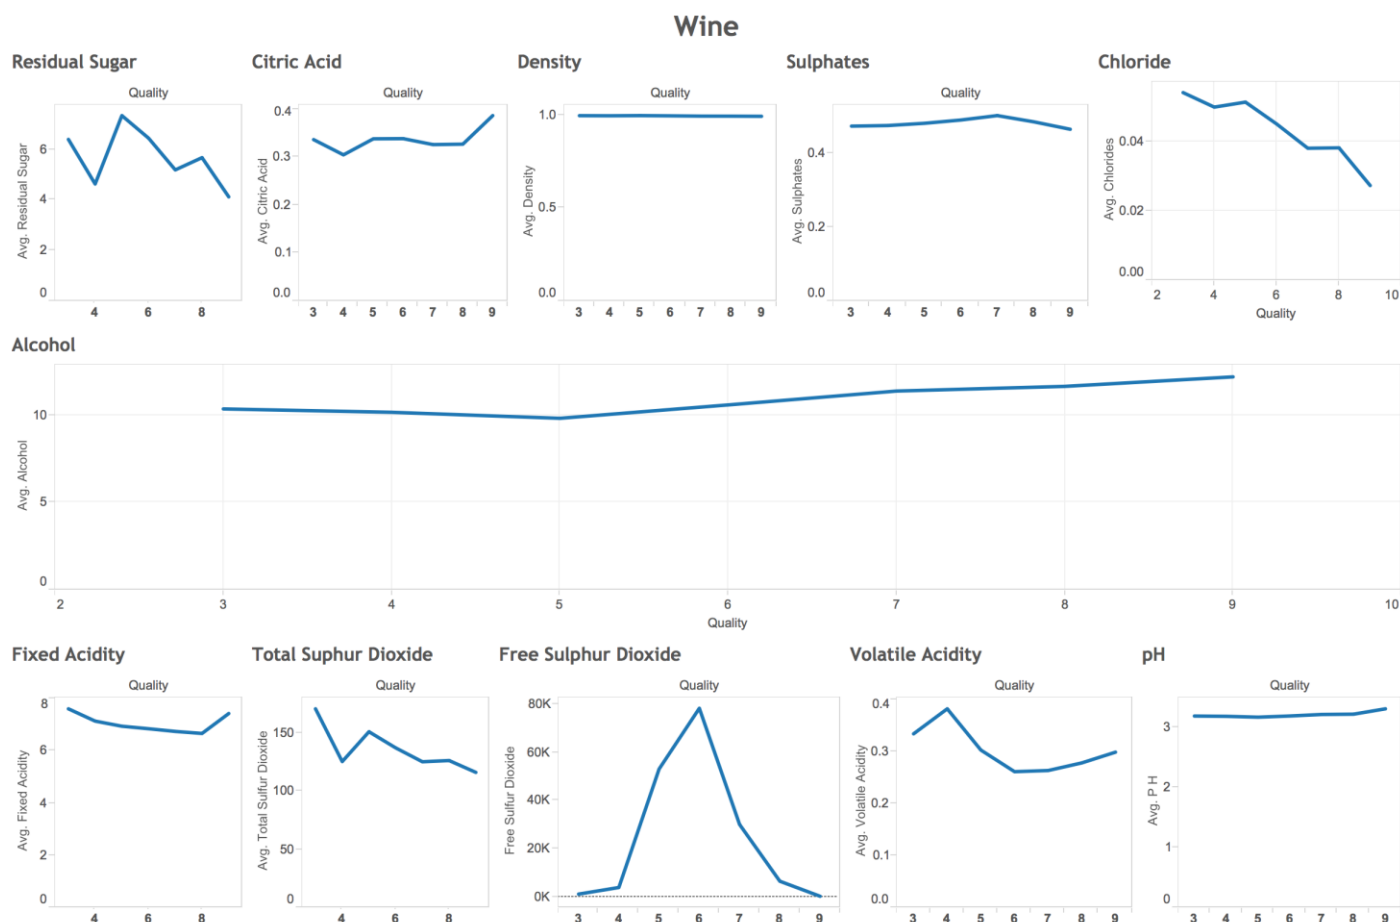 Wine
Residual Sugar
Quality
Avg. Residual Sugar
6
4
2
0
4 6 8
Citric Acid
Quality
Avg. Citric Acid
0.4
0.3
0.2
0.1
0.0
3 4 5 6 7 8 9
Density
Quality
Avg. Density
1.0
0.5
0.0
3 4 5 6 7 8 9
Sulphates
Quality
Avg. Sulphates
0.4
0.2
0.0
3 4 5 6 7 8 9
Chloride
Avg. Chlorides
0.04
0.02
0.00
2 4 6 8 10
Quality
Alcohol
Avg. Alcohol
10
5
0
2 3 4 5 6 7 8 9 10
Quality
Fixed Acidity
Quality
Avg. Fixed Acidity
8
6
4
2
0
4 6 8
Total Suphur Dioxide
Quality
Avg. Total Sulfur Dioxide
150
100
50
0
4 6 8
Free Sulphur Dioxide
Quality
Free Sulfur Dioxide
80K
60K
40K
20K
0K
3 4 5 6 7 8 9
Volatile Acidity
Quality
Avg. Volatile Acidity
0.4
0.3
0.2
0.1
0.0
3 4 5 6 7 8 9
pH
Quality
Avg. P H
3
2
1
0
3 4 5 6 7 8 9